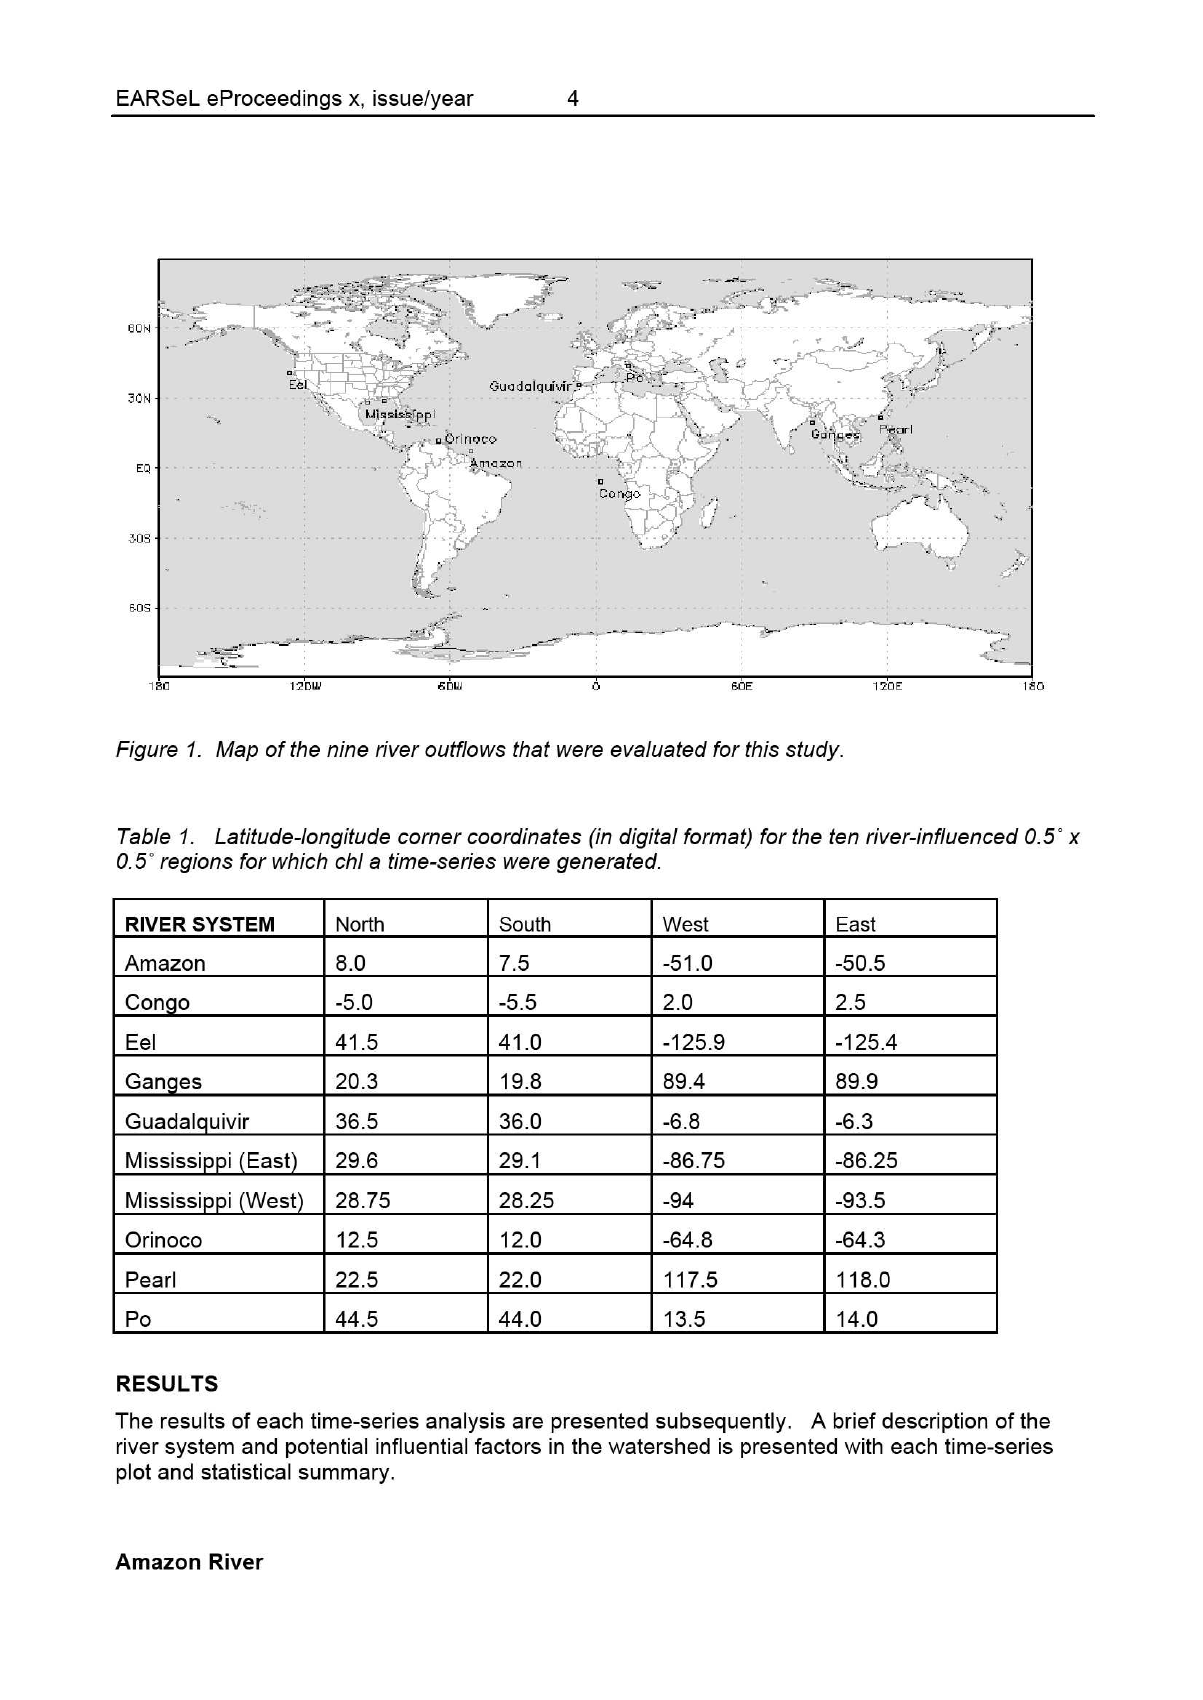 EARSeL eProceedings x, issue/year 4
60N
30N
EQ
30S
60S
180 120W 60W 0 60E 120E 180
Eel
Mississippi
Orinoco
Amazon
Guadalquivir
Po
Congo
Ganges
Pearl
Figure 1. Map of the nine river outflows that were evaluated for this study.
Table 1. Latitude-longitude corner coordinates (in digital format) for the ten river-influenced 0.5° x
0.5° regions for which chl a time-series were generated.
RIVER SYSTEM North South West East
Amazon 8.0 7.5 -51.0 -50.5
Congo -5.0 -5.5 2.0 2.5
Eel 41.5 41.0 -125.9 -125.4
Ganges 20.3 19.8 89.4 89.9
Guadalquivir 36.5 36.0 -6.8 -6.3
Mississippi (East) 29.6 29.1 -86.75 -86.25
Mississippi (West) 28.75 28.25 -94 -93.5
Orinoco 12.5 12.0 -64.8 -64.3
Pearl 22.5 22.0 117.5 118.0
Po 44.5 44.0 13.5 14.0
RESULTS
The results of each time-series analysis are presented subsequently. A brief description of the
river system and potential influential factors in the watershed is presented with each time-series
plot and statistical summary.
Amazon River